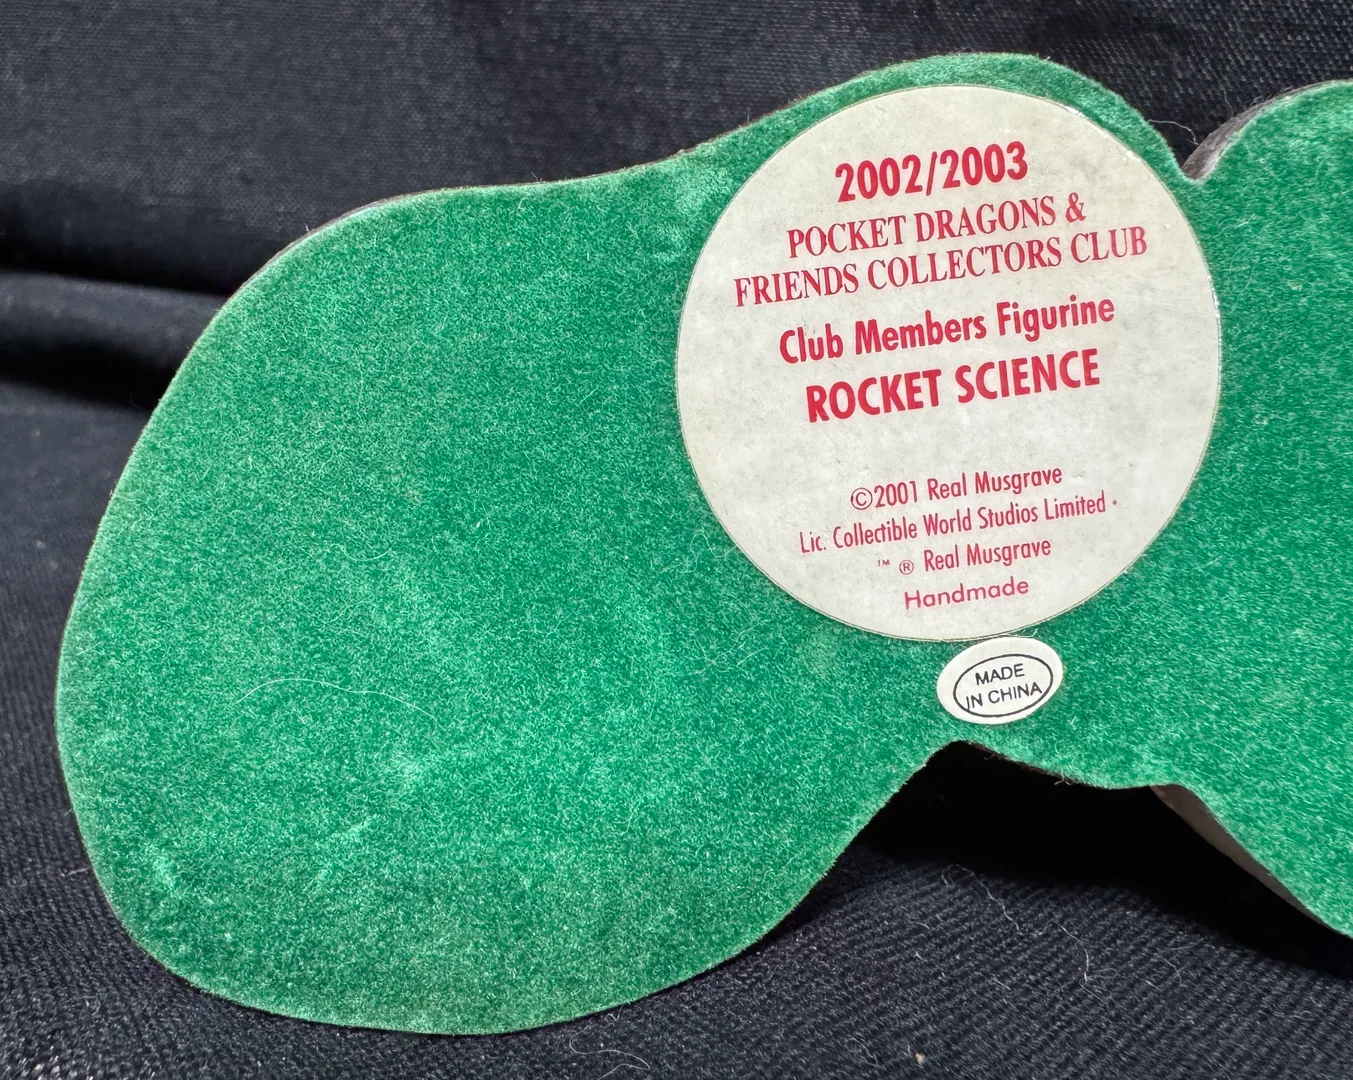 2002/2003
POCKET DRAGONS &
FRIENDS COLLECTORS CLUB
Club Members Figurine
ROCKET SCIENCE
©2001 Real Musgrave
Lic. Collectible World Studios Limited ·
™ ® Real Musgrave
Handmade
MADE
IN CHINA